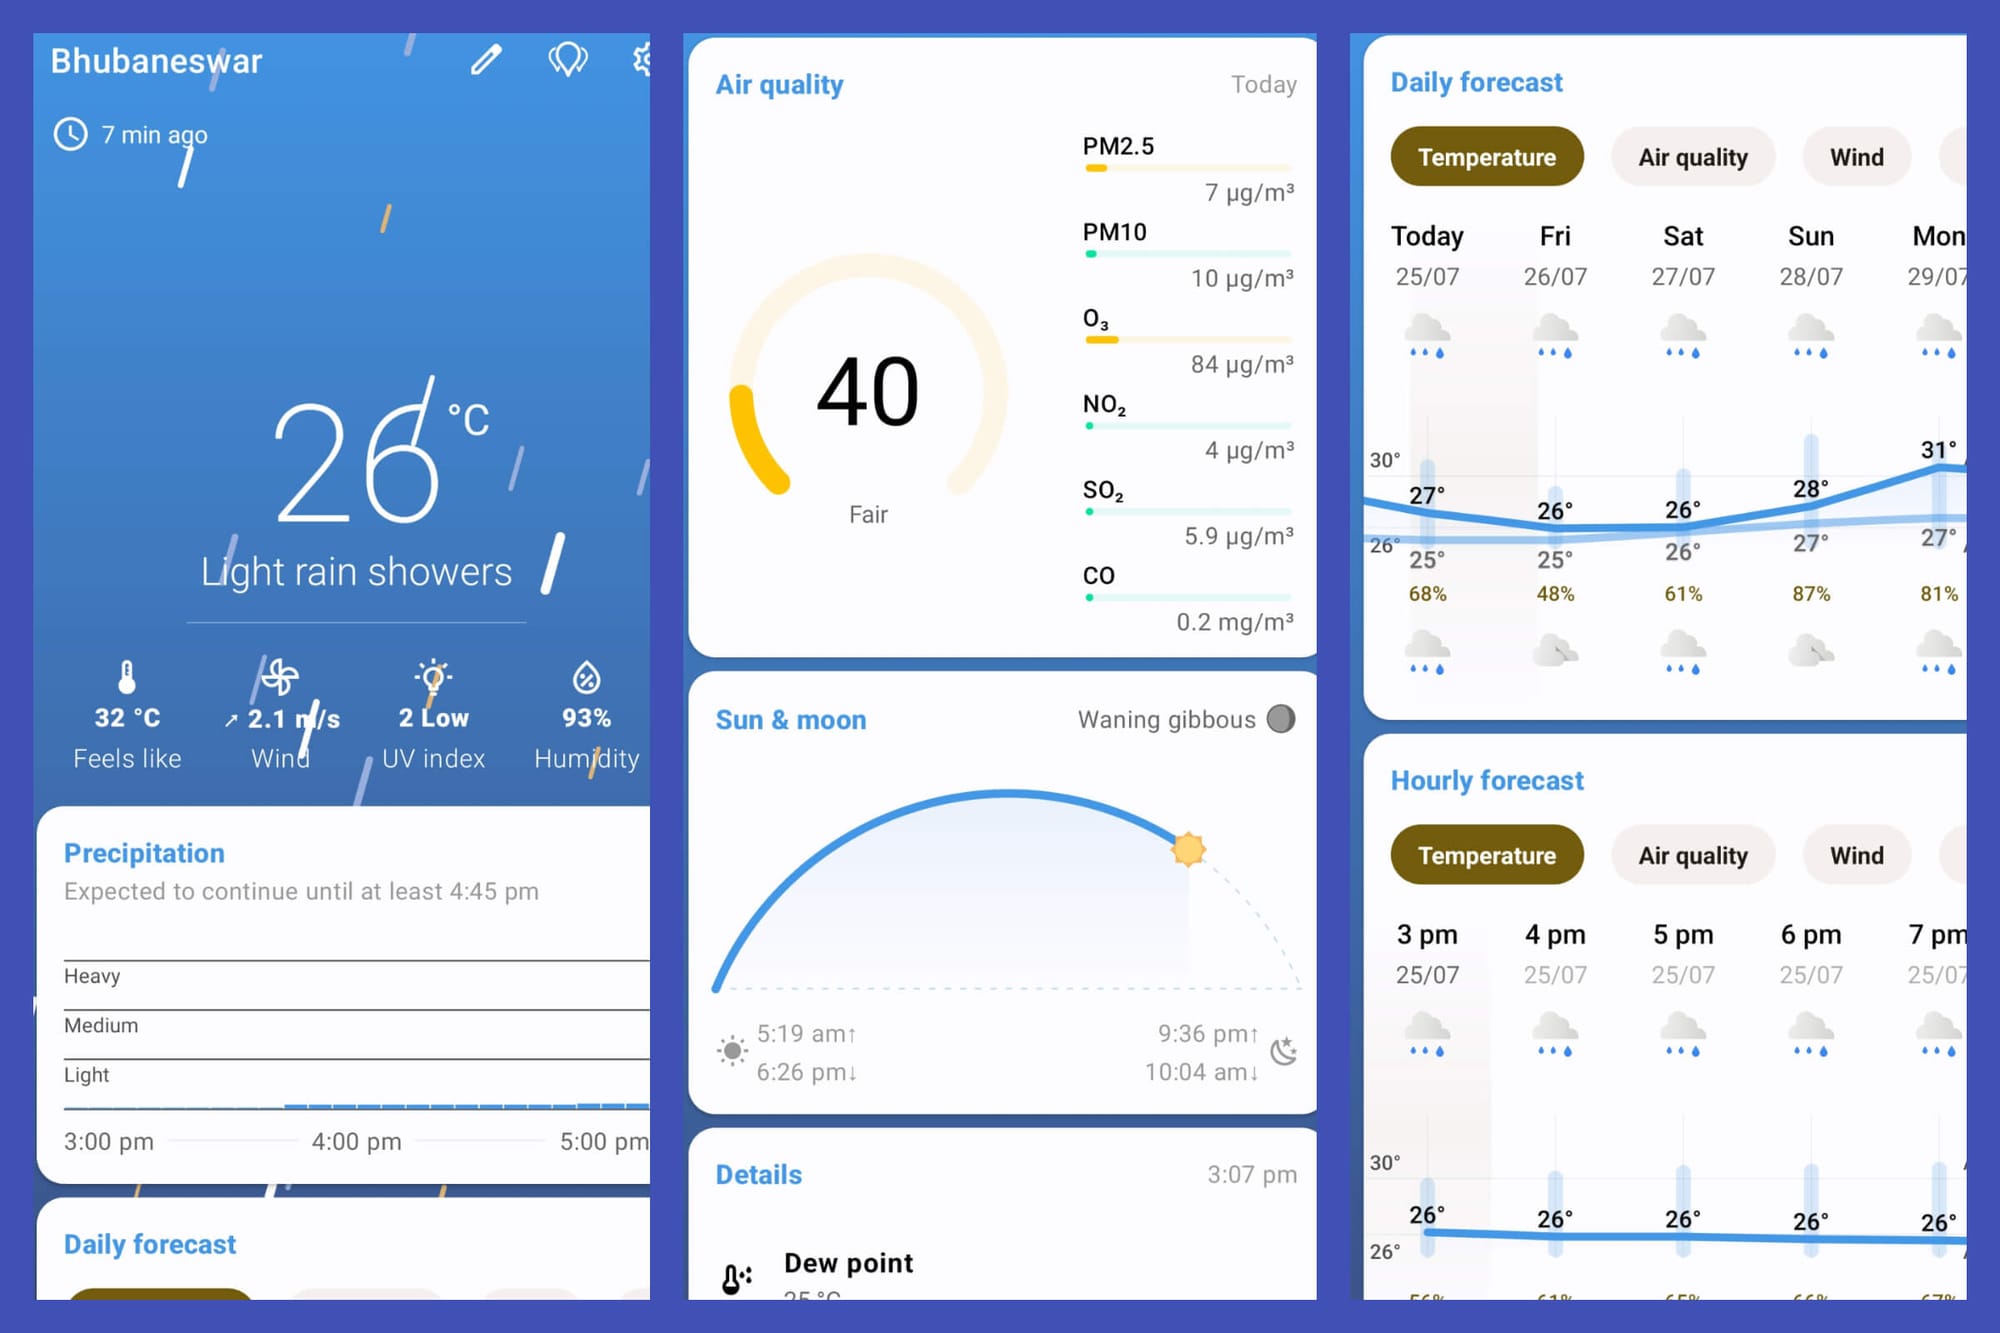 Bhubaneswar
7 min ago
26 °C
Light rain showers
32 °C
↗ 2.1 m/s
2 Low
93%
Feels like
Wind
UV index
Humidity
Precipitation
Expected to continue until at least 4:45 pm
Heavy
Medium
Light
3:00 pm
4:00 pm
5:00 pm
Daily forecast
Air quality
Today
PM2.5
7 µg/m³
PM10
10 µg/m³
O₃
84 µg/m³
NO₂
4 µg/m³
SO₂
5.9 µg/m³
CO
0.2 mg/m³
40
Fair
Sun & moon
Waning gibbous
5:19 am↑
6:26 pm↓
9:36 pm↑
10:04 am↓
Details
3:07 pm
Dew point
25 °C
Daily forecast
Temperature
Air quality
Wind
Today Fri Sat Sun Mon
25/07 26/07 27/07 28/07 29/07
30°
27° 26° 26° 28° 31°
26°
25° 25° 26° 27° 27°
68% 48% 61% 87% 81%
Hourly forecast
Temperature
Air quality
Wind
3 pm 4 pm 5 pm 6 pm 7 pm
25/07 25/07 25/07 25/07 25/07
30°
26° 26° 26° 26° 26°
26°